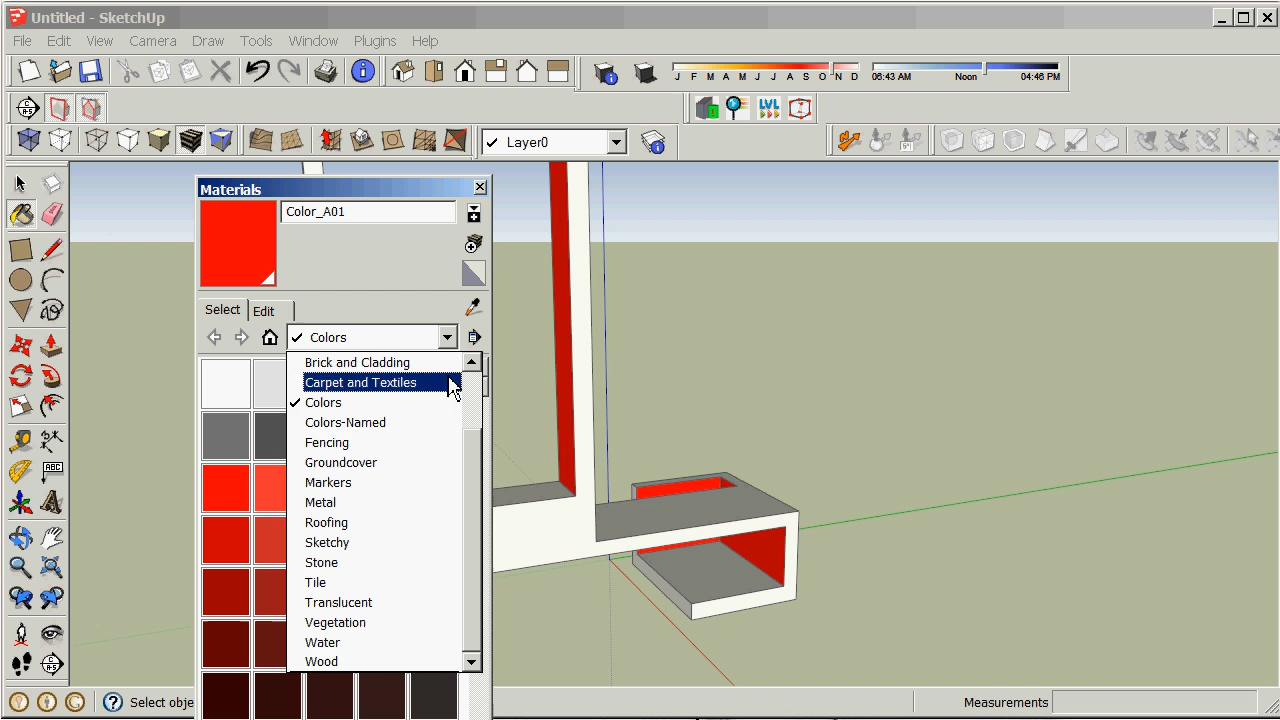 Untitled - SketchUp
File Edit View Camera Draw Tools Window Plugins Help
J F M A M J J A S O N D
06:43 AM Noon 04:46 PM
LVL
Layer0
Materials
Color_A01
Select Edit
Colors
Brick and Cladding
Carpet and Textiles
Colors
Colors-Named
Fencing
Groundcover
Markers
Metal
Roofing
Sketchy
Stone
Tile
Translucent
Vegetation
Water
Wood
ABC
Select obje
Measurements